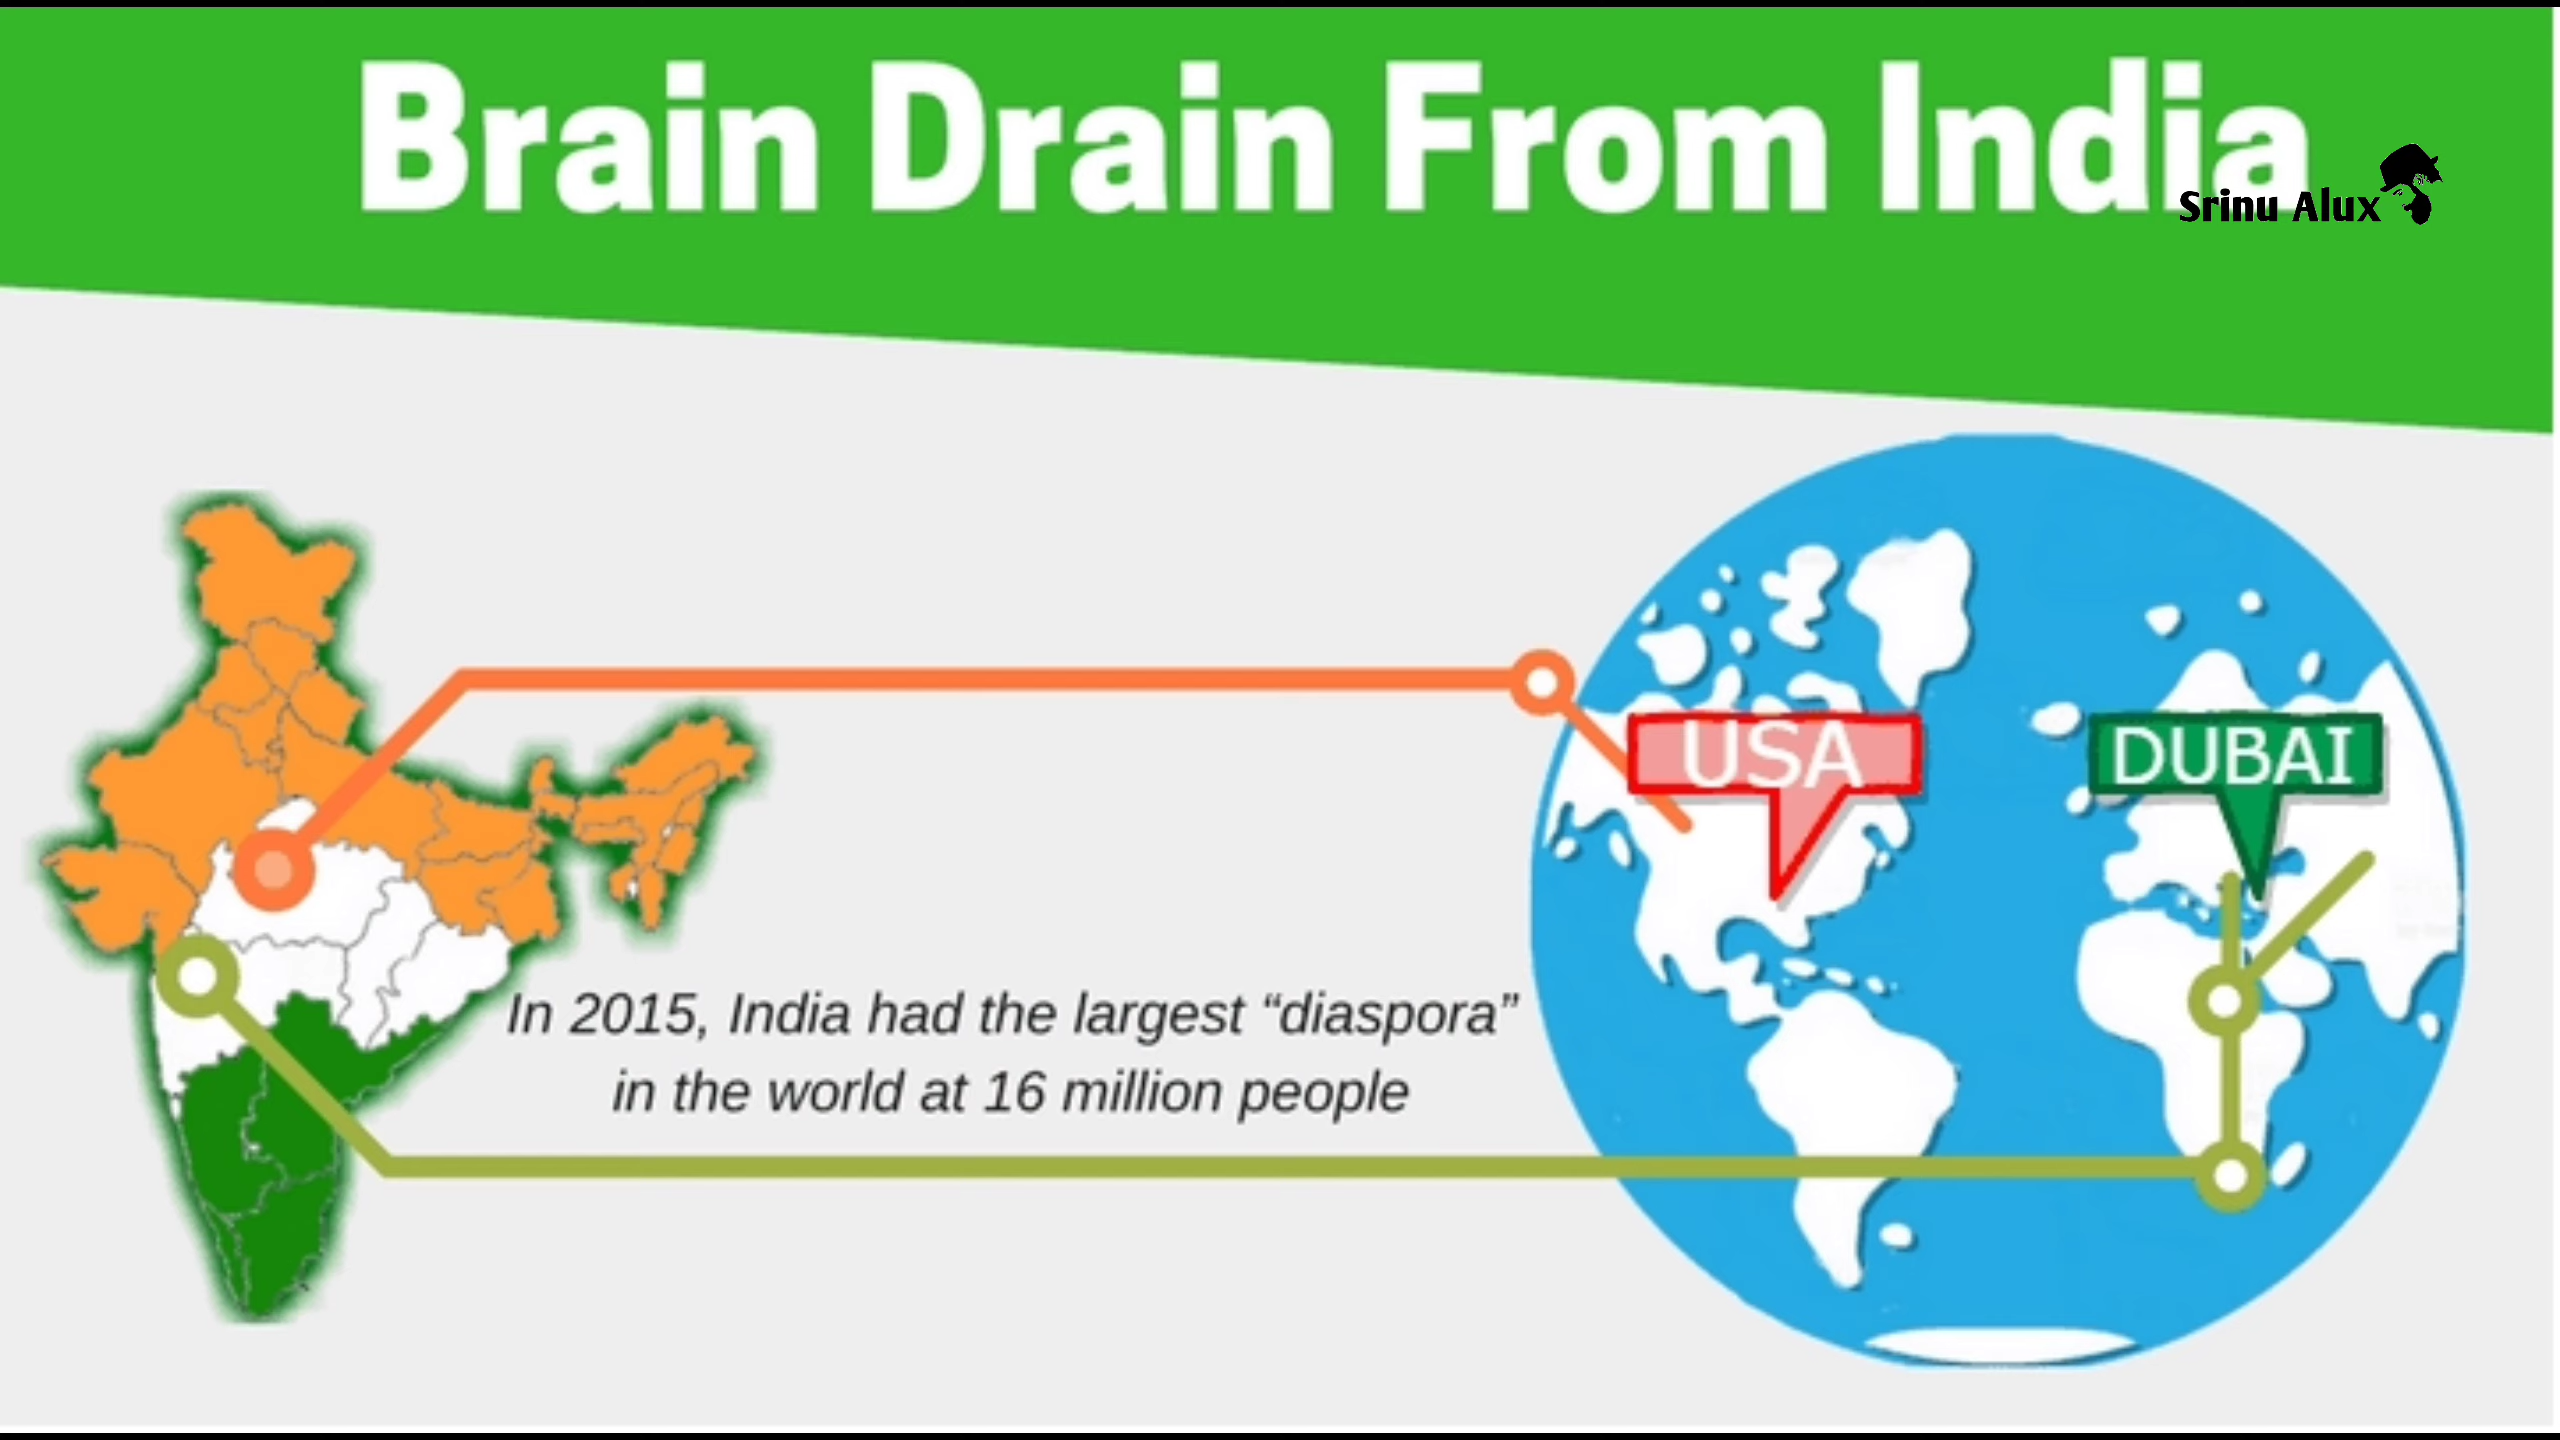 Brain Drain From India
Srinu Alux
USA
DUBAI
In 2015, India had the largest “diaspora”
in the world at 16 million people